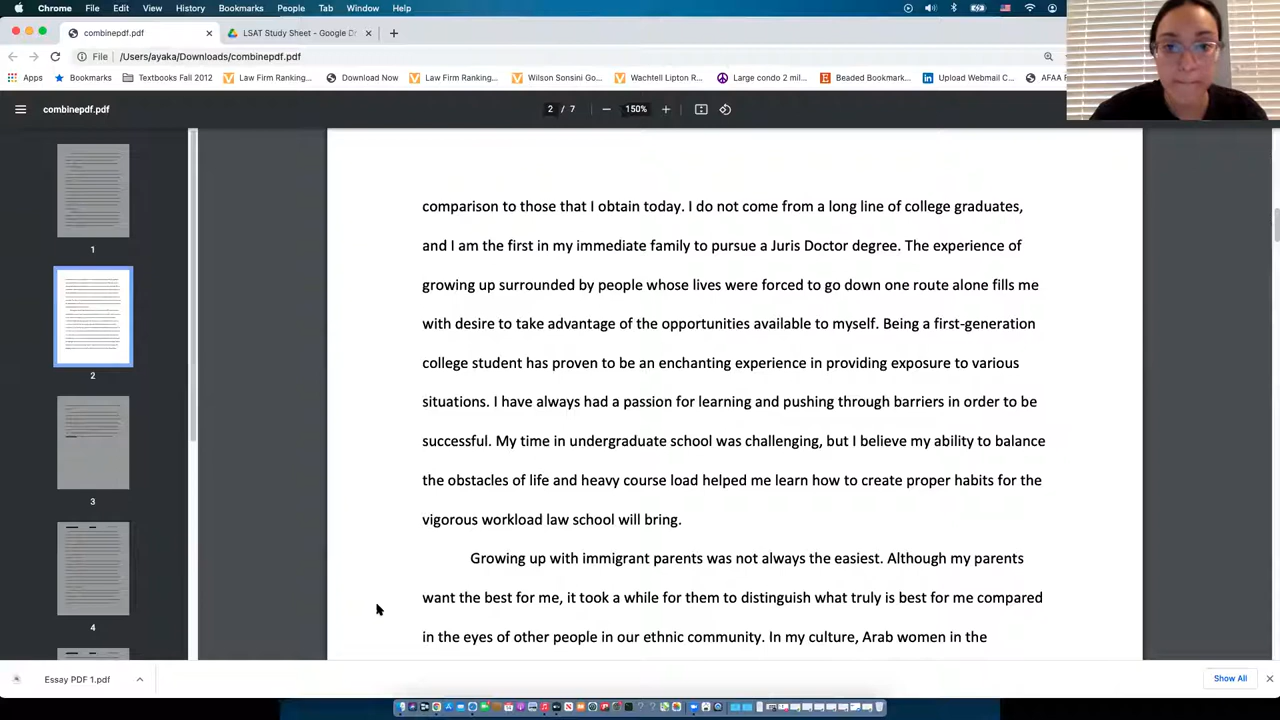 Chrome File Edit View History Bookmarks People Tab Window Help
combinepdf.pdf
LSAT Study Sheet - Google Dr
File /Users/ayaka/Downloads/combinepdf.pdf
Apps Bookmarks Textbooks Fall 2012 Law Firm Ranking... Downloaded Now Law Firm Ranking... Wilson Sonsini Go... Wachtell Lipton R... Large condo 2 mil... Beaded Bookmark... Upload Webmail C... AFAA
combinepdf.pdf
2 / 7
150%
comparison to those that I obtain today. I do not come from a long line of college graduates,
and I am the first in my immediate family to pursue a Juris Doctor degree. The experience of
growing up surrounded by people whose lives were forced to go down one route alone fills me
with desire to take advantage of the opportunities available to myself. Being a first-generation
college student has proven to be an enchanting experience in providing exposure to various
situations. I have always had a passion for learning and pushing through barriers in order to be
successful. My time in undergraduate school was challenging, but I believe my ability to balance
the obstacles of life and heavy course load helped me learn how to create proper habits for the
vigorous workload law school will bring.
Growing up with immigrant parents was not always the easiest. Although my parents
want the best for me, it took a while for them to distinguish what truly is best for me compared
in the eyes of other people in our ethnic community. In my culture, Arab women in the
1
2
3
4
Essay PDF 1.pdf
Show All